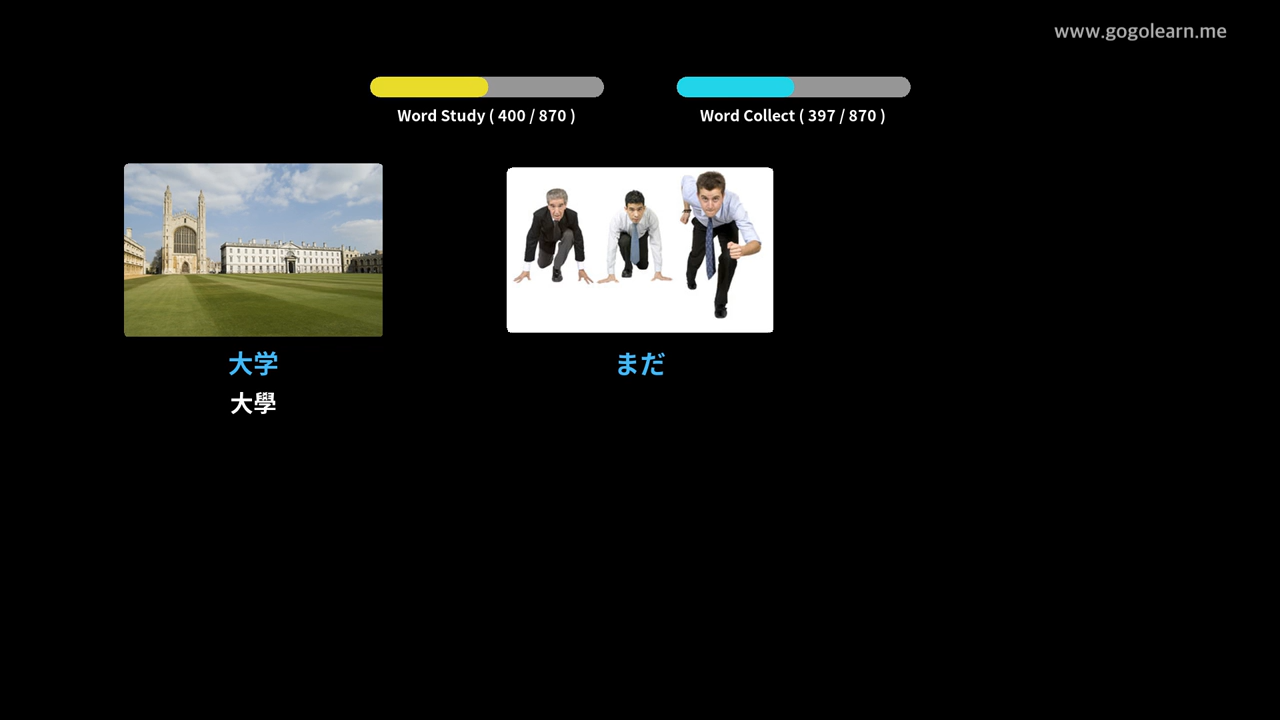 www.gogolearn.me
Word Study ( 400 / 870 )
Word Collect ( 397 / 870 )
大学
大學
まだ